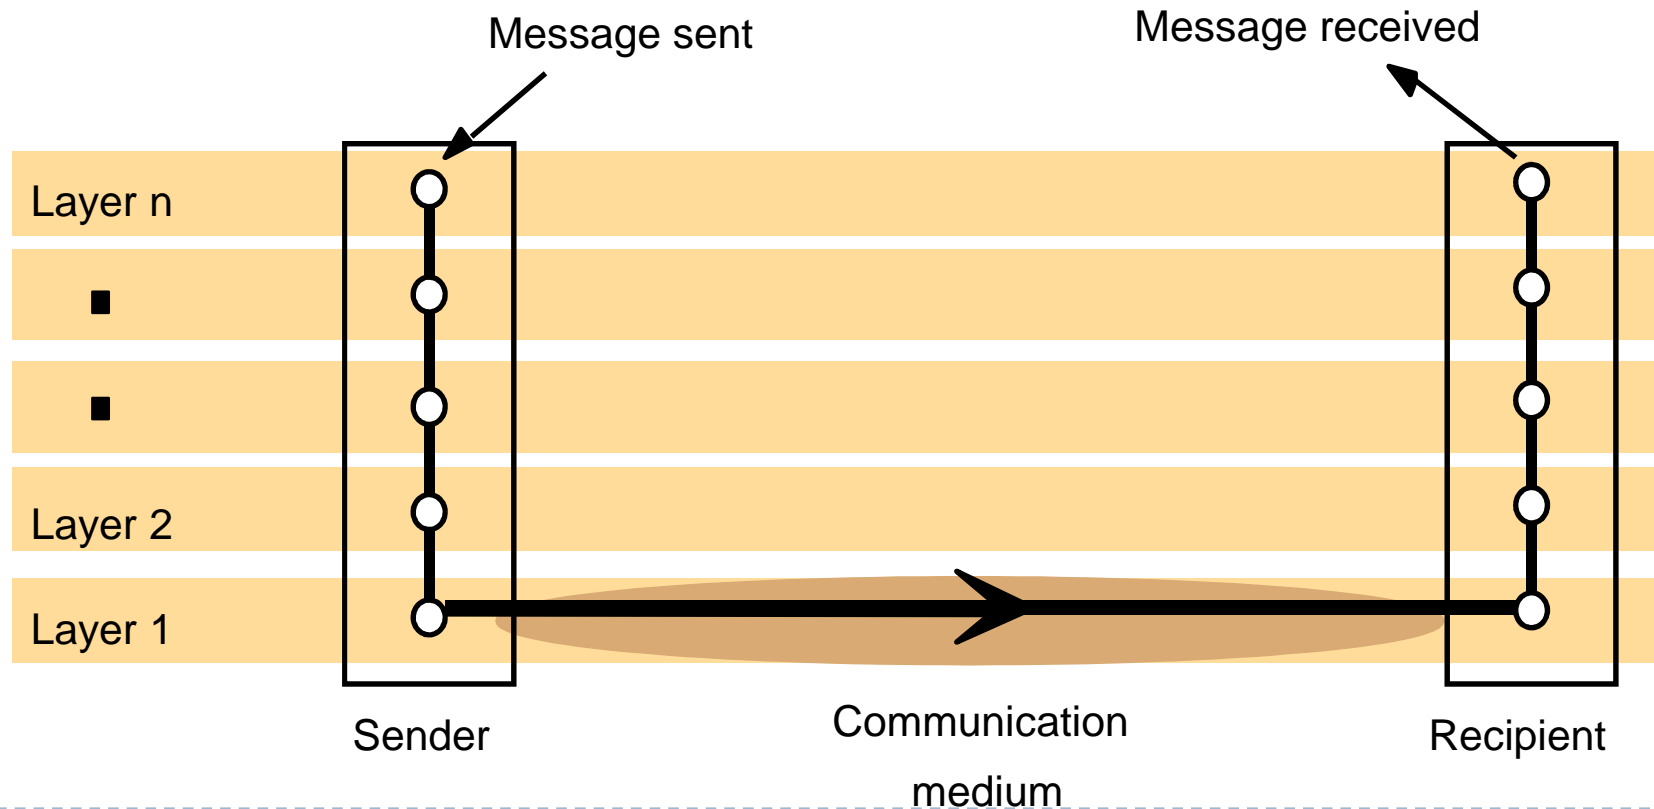 Message sent
Message received
Layer n
Layer 2
Layer 1
Sender
Communication
medium
Recipient